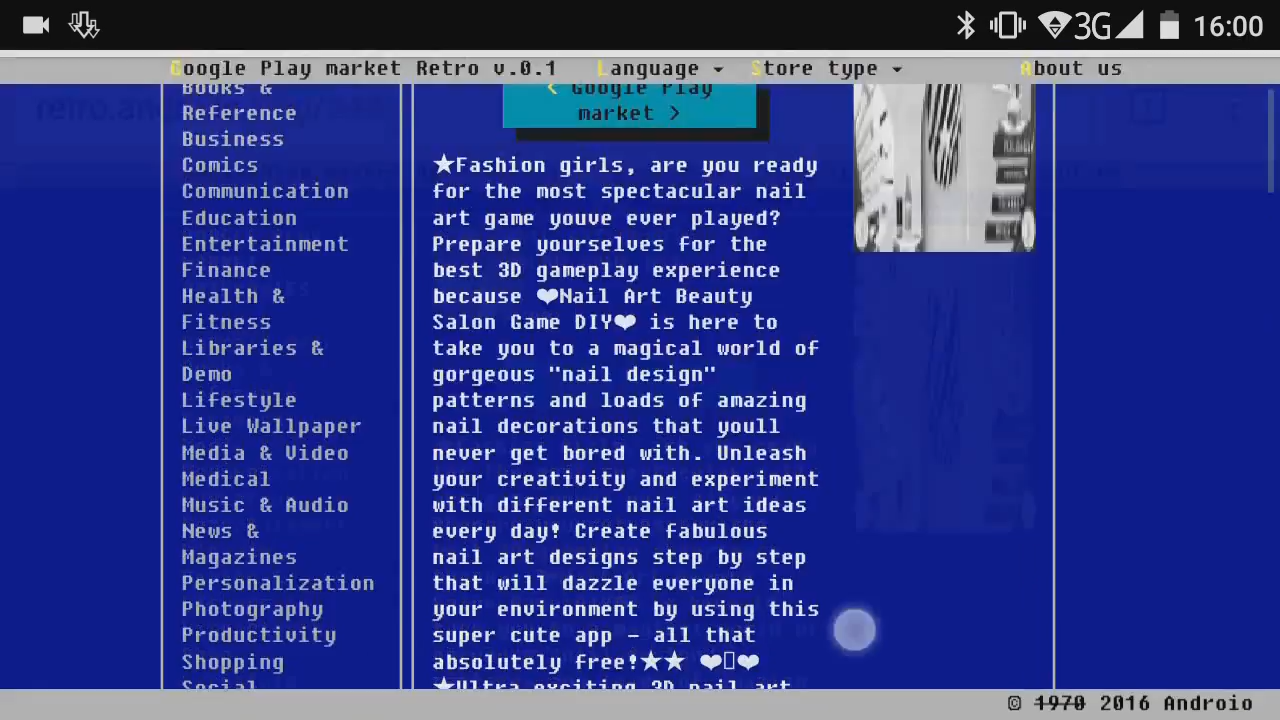 3G 16:00
Google Play market Retro v.0.1 Language Store type About us
Books &
Reference
Business
Comics
Communication
Education
Entertainment
Finance
Health &
Fitness
Libraries &
Demo
Lifestyle
Live Wallpaper
Media & Video
Medical
Music & Audio
News &
Magazines
Personalization
Photography
Productivity
Shopping
Social
< Google Play
market >
★Fashion girls, are you ready
for the most spectacular nail
art game youve ever played?
Prepare yourselves for the
best 3D gameplay experience
because ❤Nail Art Beauty
Salon Game DIY❤ is here to
take you to a magical world of
gorgeous "nail design"
patterns and loads of amazing
nail decorations that youll
never get bored with. Unleash
your creativity and experiment
with different nail art ideas
every day! Create fabulous
nail art designs step by step
that will dazzle everyone in
your environment by using this
super cute app – all that
absolutely free!★★ ❤▯❤
★Ultra exciting 3D nail art
© 1970 2016 Androio